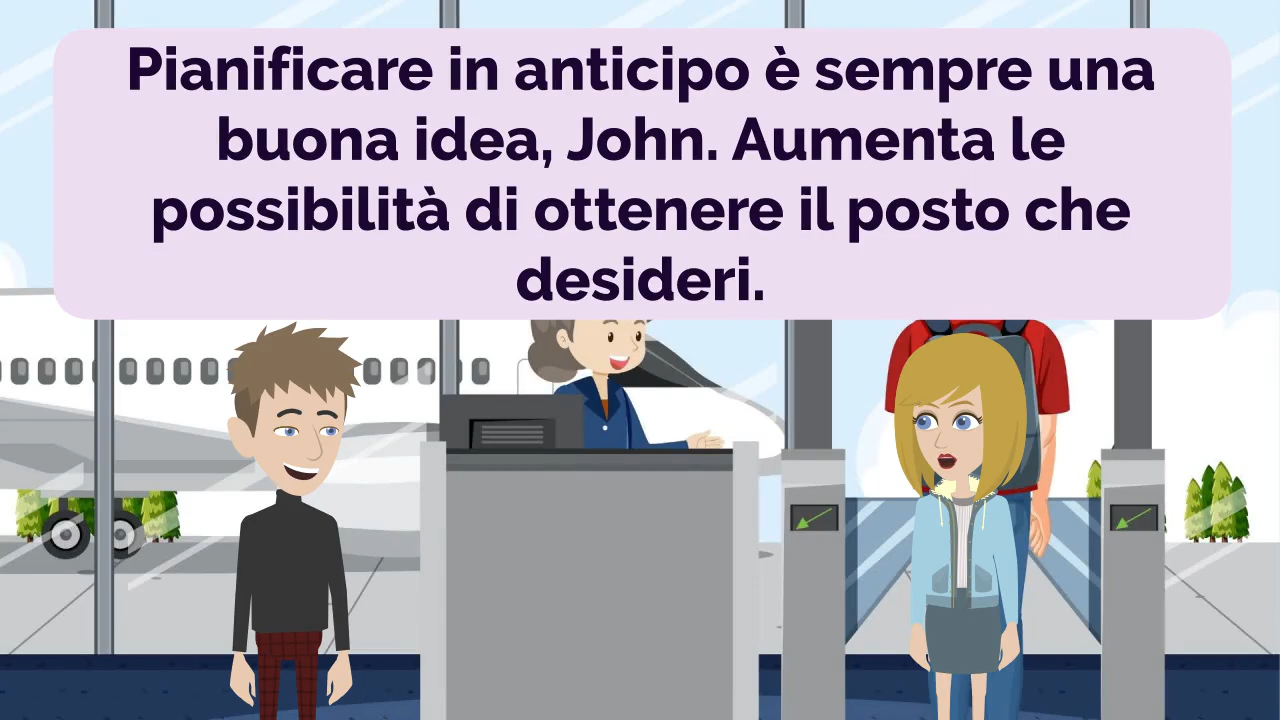 Pianificare in anticipo è sempre una
buona idea, John. Aumenta le
possibilità di ottenere il posto che
desideri.